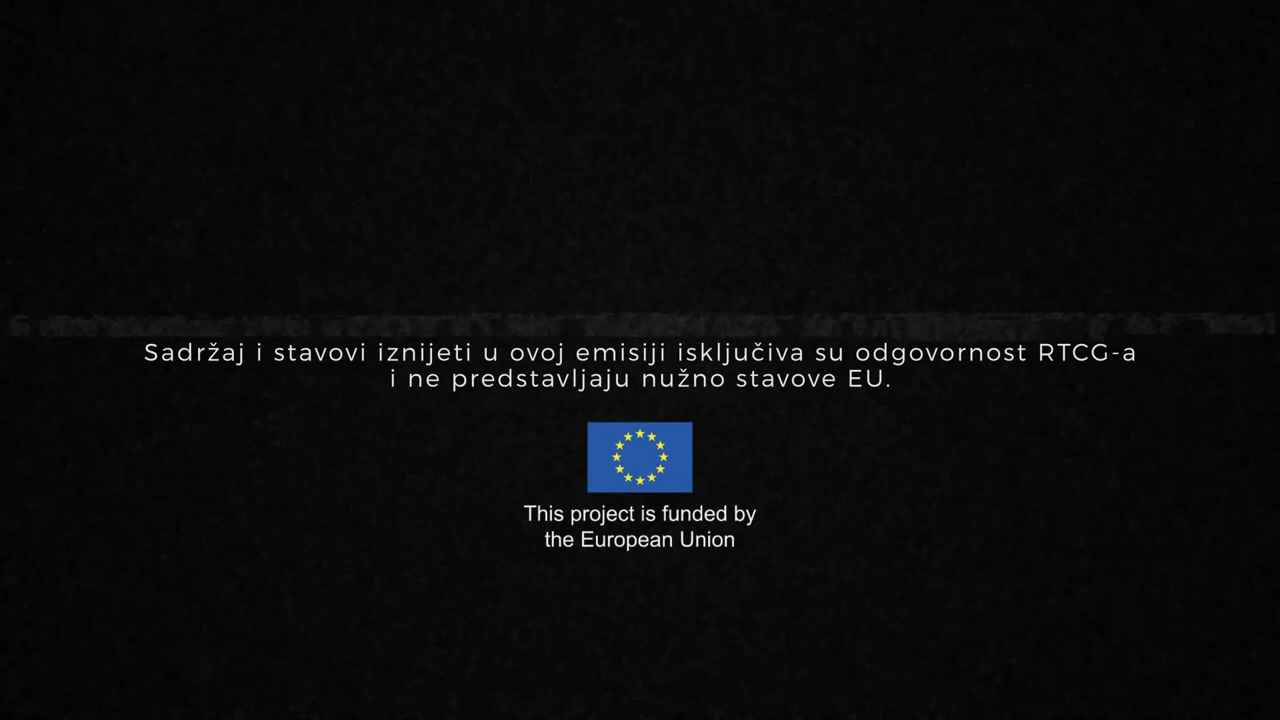 Sadržaj i stavovi iznijeti u ovoj emisiji isključiva su odgovornost RTCG-a
i ne predstavljaju nužno stavove EU.
This project is funded by
the European Union